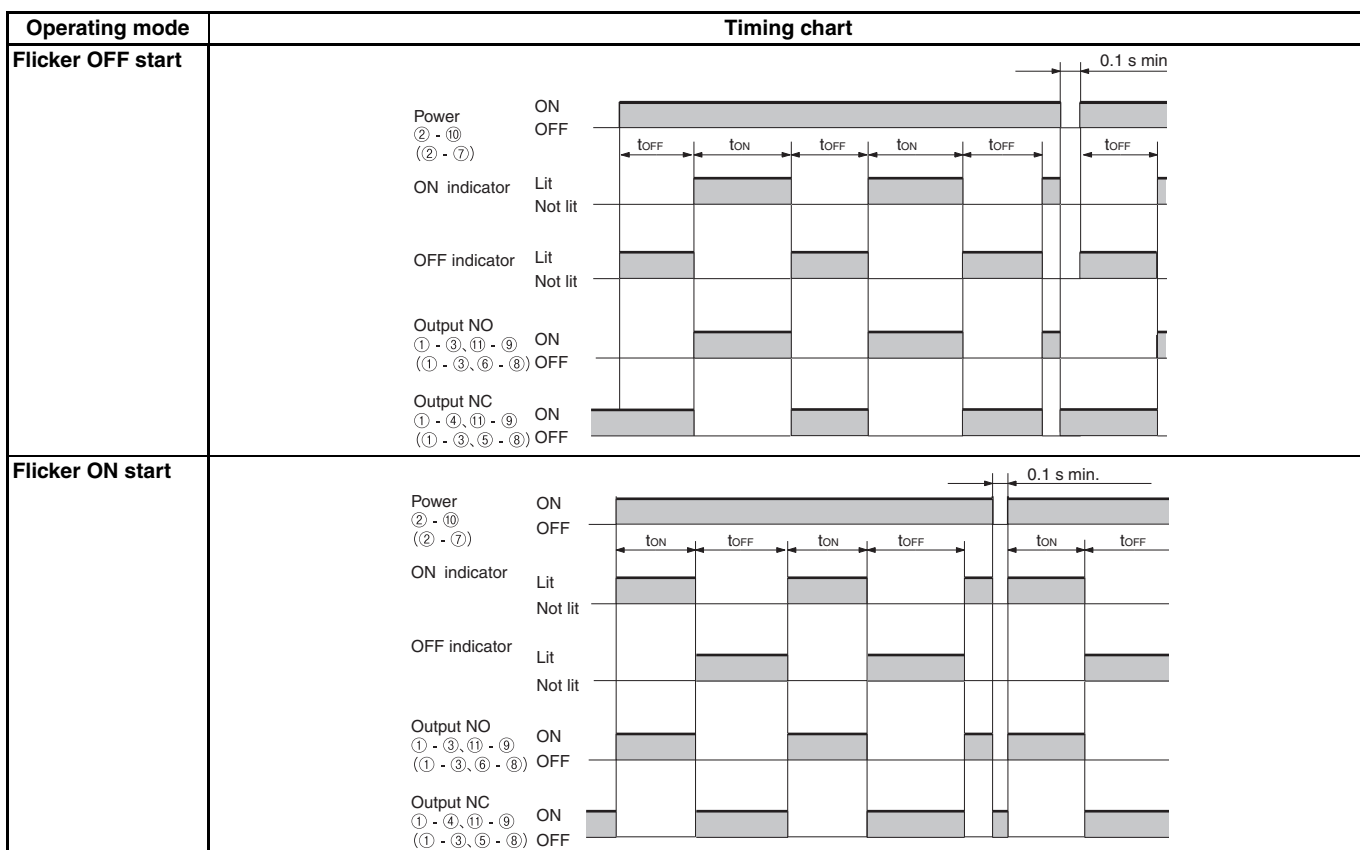 Operating mode Timing chart
Flicker OFF start
0.1 s min
Power ON
② - ⑩ OFF
(② - ⑦)
tOFF tON tOFF tON tOFF tOFF
ON indicator Lit
Not lit
OFF indicator Lit
Not lit
Output NO
① - ③、⑪ - ⑨ ON
(① - ③、⑥ - ⑧) OFF
Output NC
① - ④、⑪ - ⑨ ON
(① - ③、⑤ - ⑧) OFF
Flicker ON start
0.1 s min.
Power ON
② - ⑩ OFF
(② - ⑦)
tON tOFF tON tOFF tON tOFF
ON indicator
Lit
Not lit
OFF indicator
Lit
Not lit
Output NO
① - ③、⑪ - ⑨ ON
(① - ③、⑥ - ⑧) OFF
Output NC
① - ④、⑪ - ⑨ ON
(① - ③、⑤ - ⑧) OFF